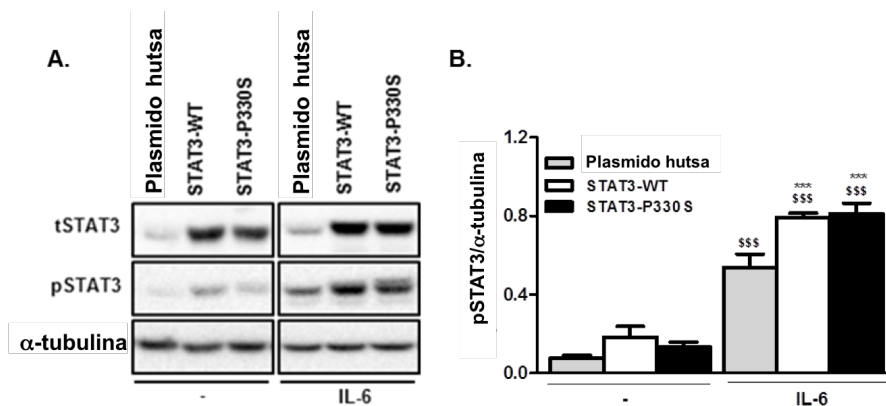 A.
Plasmido hutsa
STAT3-WT
STAT3-P330S
Plasmido hutsa
STAT3-WT
STAT3-P330S
tSTAT3
pSTAT3
α-tubulina
-
IL-6
B.
pSTAT3/α-tubulina
1.2
0.8
0.4
0.0
Plasmido hutsa
STAT3-WT
STAT3-P330S
$$$
***
$$$
***
$$$
-
IL-6